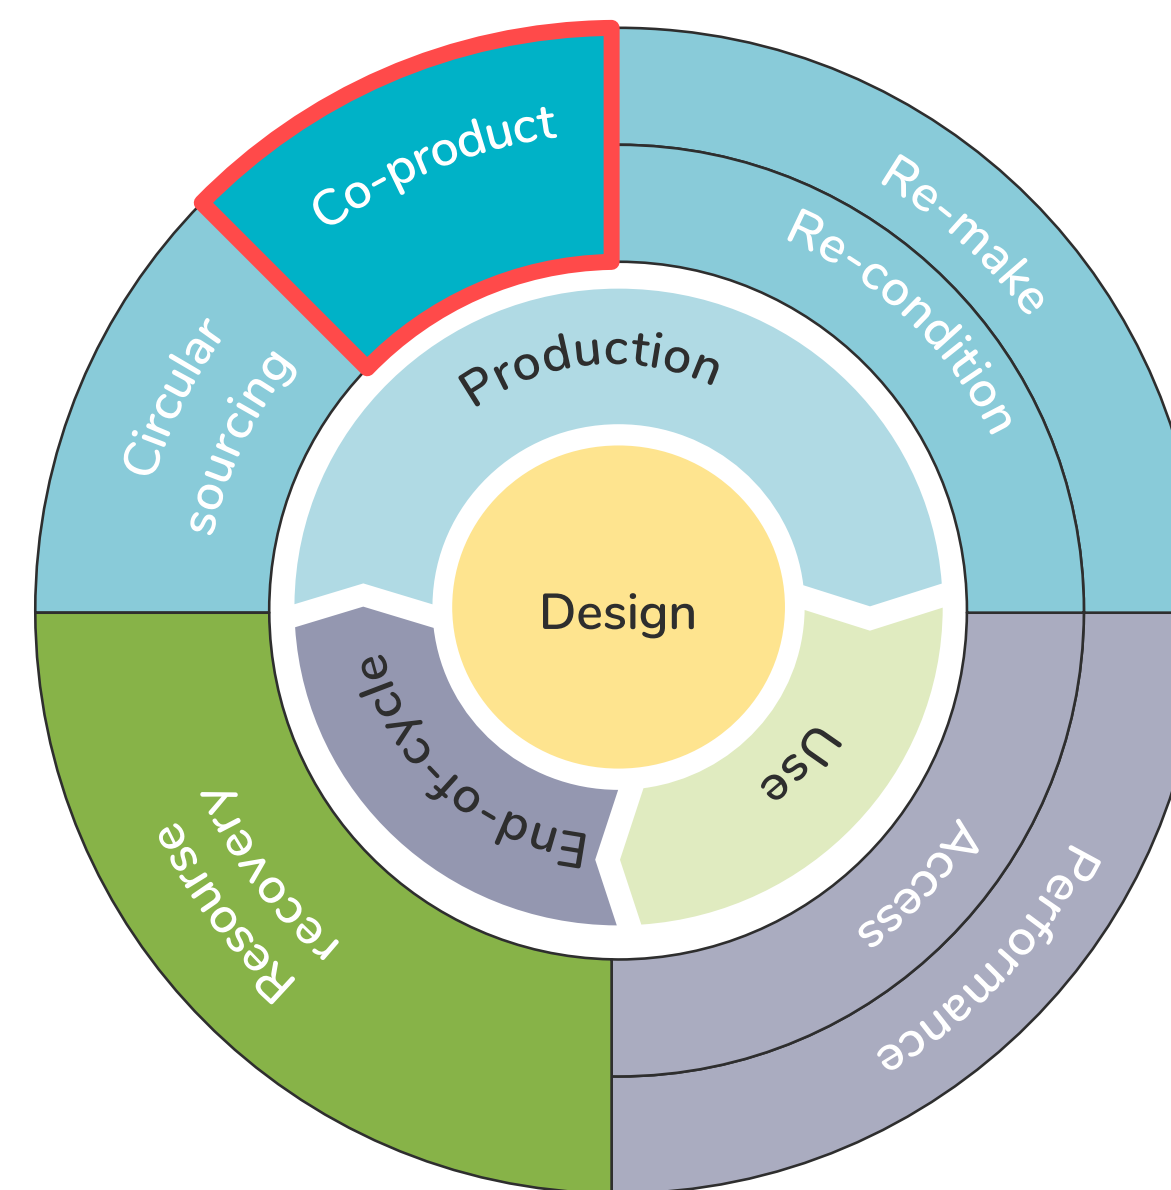 Co-product
Re-make
Re-condition
Circular
sourcing
Production
Design
Use
End-of-cycle
Access
Performance
Resourse
recovery